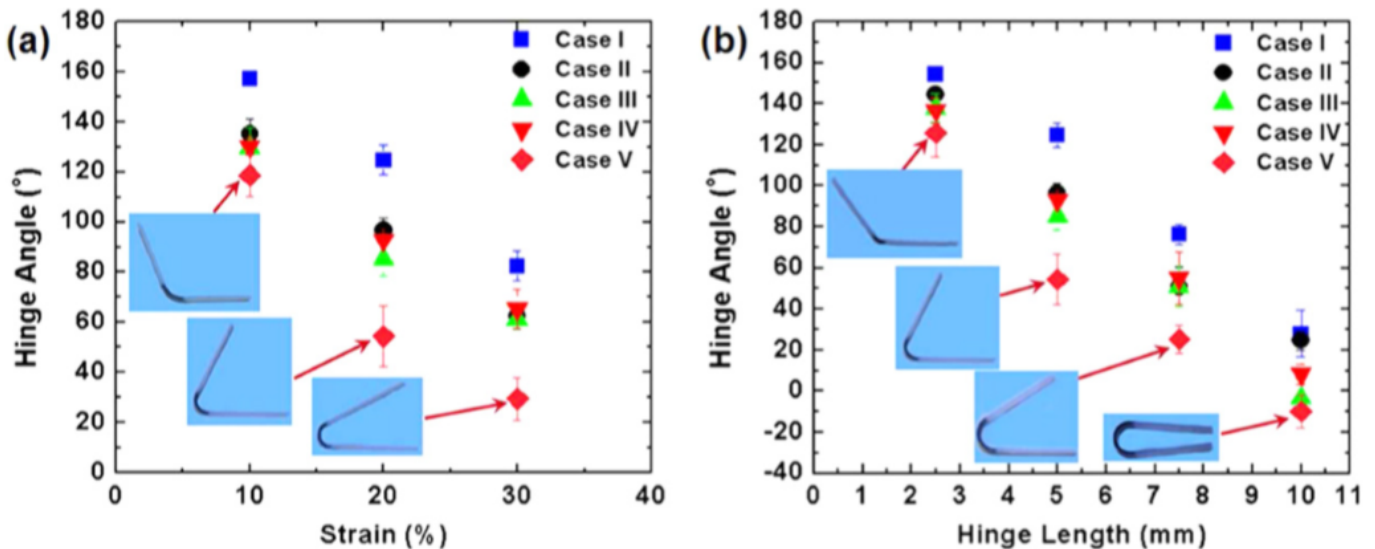 (a)
180
160
140
120
100
80
60
40
20
0
Hinge Angle (°)
0 10 20 30 40
Strain (%)
Case I
Case II
Case III
Case IV
Case V
(b)
180
160
140
120
100
80
60
40
20
0
-20
-40
Hinge Angle (°)
0 1 2 3 4 5 6 7 8 9 10 11
Hinge Length (mm)
Case I
Case II
Case III
Case IV
Case V